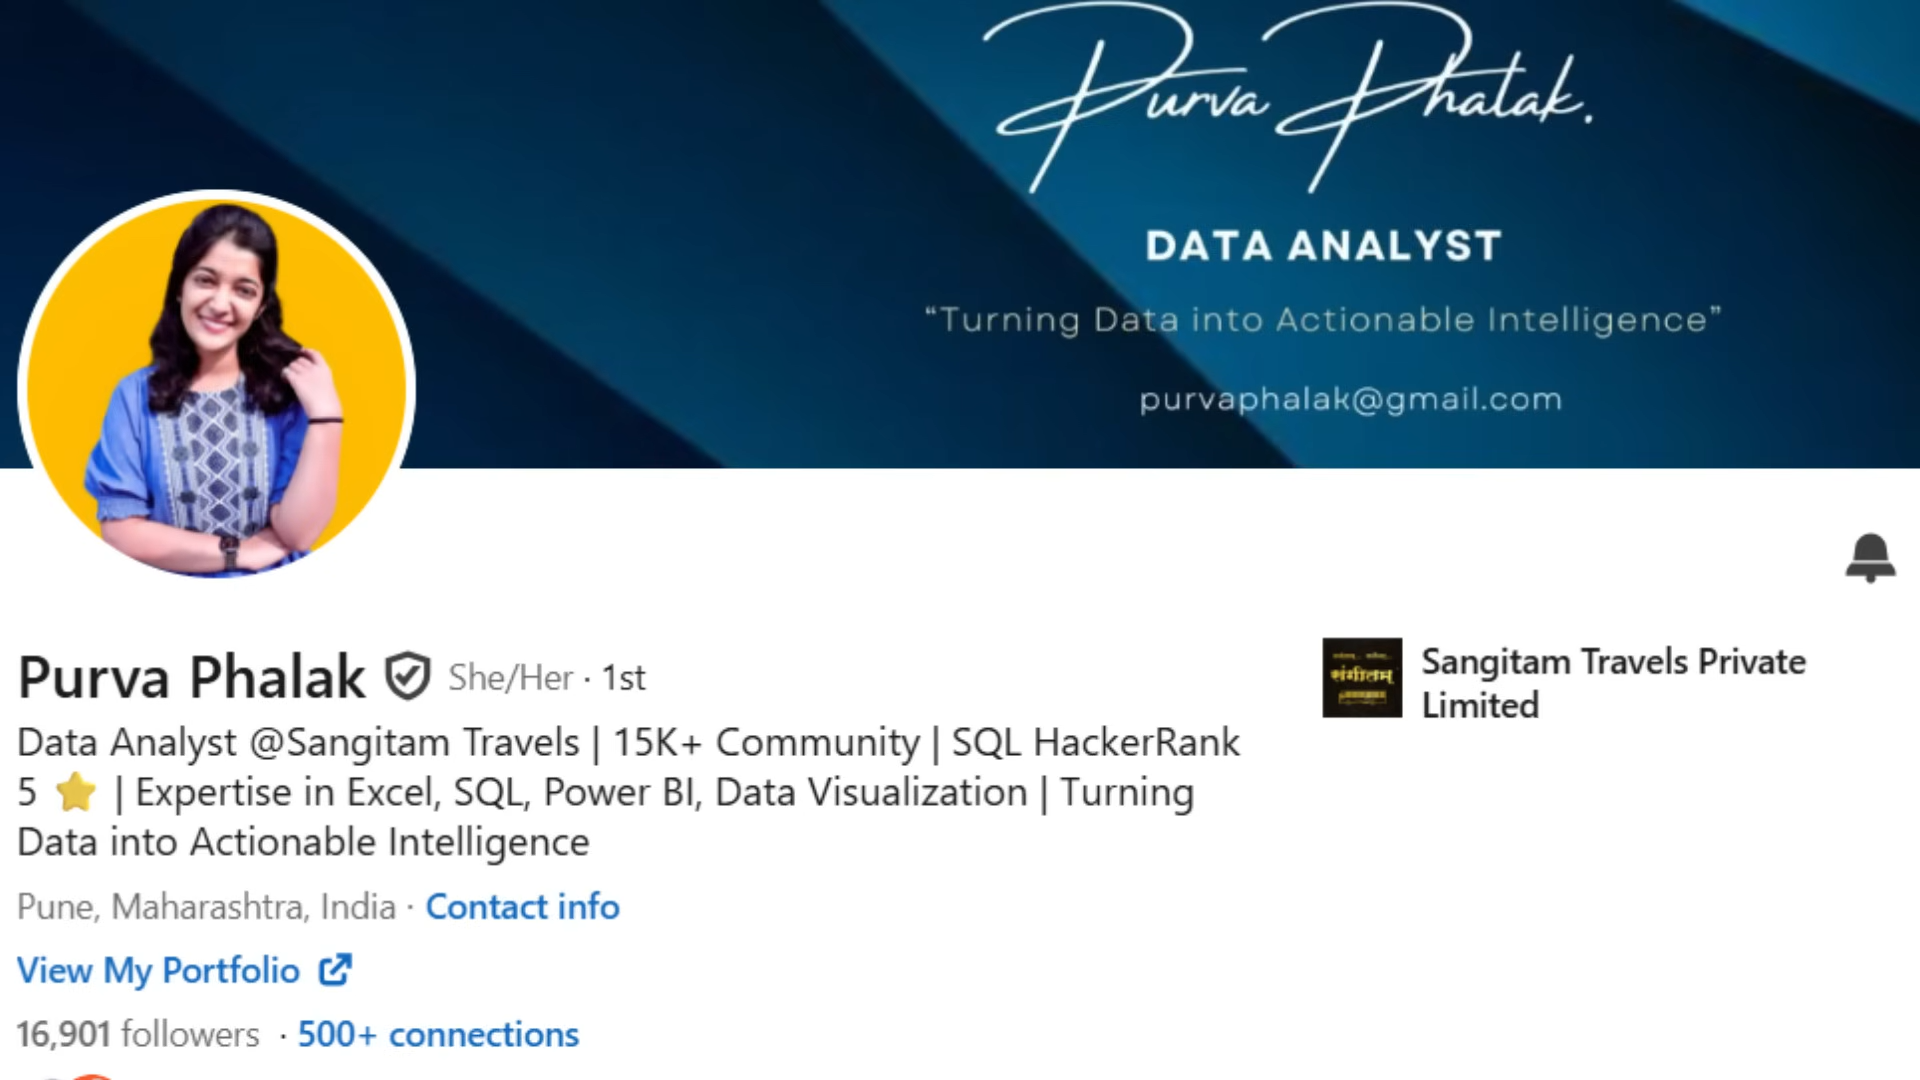 Purva Phalak.
DATA ANALYST
“Turning Data into Actionable Intelligence”
purvaphalak@gmail.com
Purva Phalak She/Her · 1st
Data Analyst @Sangitam Travels | 15K+ Community | SQL HackerRank
5 ⭐ | Expertise in Excel, SQL, Power BI, Data Visualization | Turning
Data into Actionable Intelligence
Pune, Maharashtra, India · Contact info
View My Portfolio
16,901 followers · 500+ connections
संगीतम्
Sangitam Travels Private
Limited